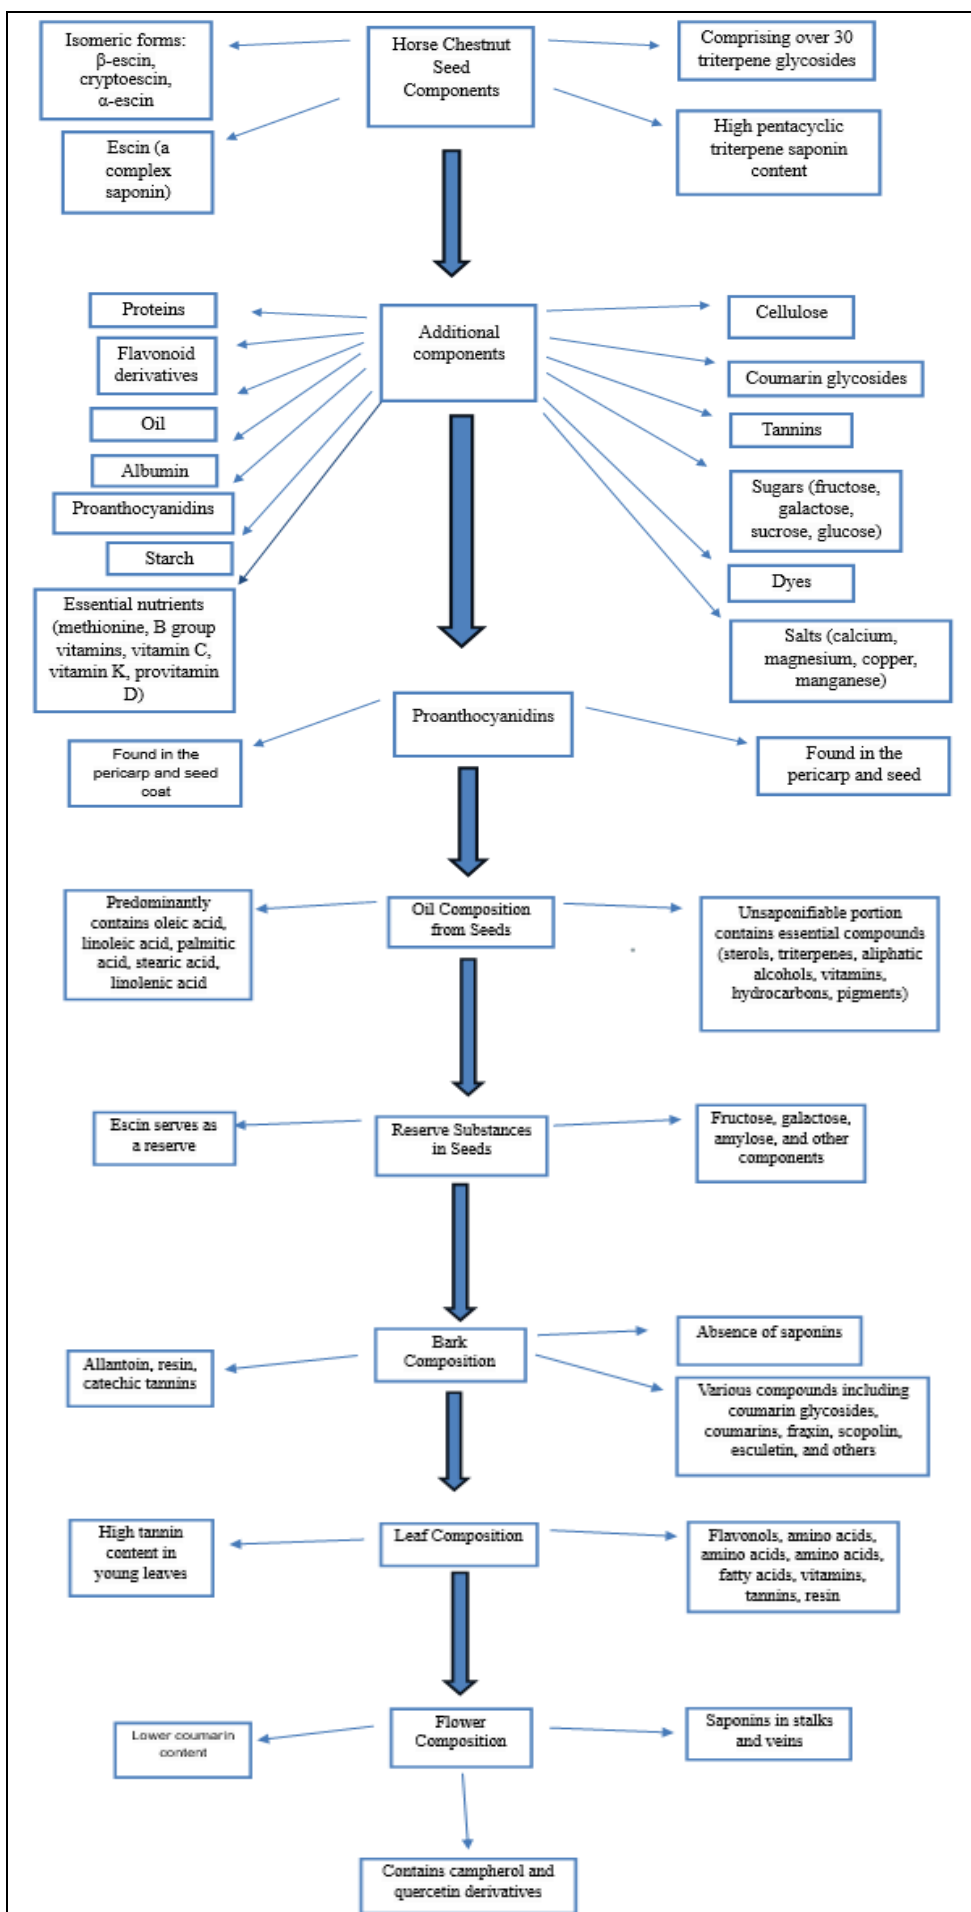 Isomeric forms:
β-escin,
cryptoescin,
α-escin
Horse Chestnut
Seed
Components
Comprising over 30
triterpene glycosides
Escin (a
complex
saponin)
High pentacyclic
triterpene saponin
content
Proteins
Flavonoid
derivatives
Oil
Albumin
Proanthocyanidins
Starch
Essential nutrients
(methionine, B group
vitamins, vitamin C,
vitamin K, provitamin
D)
Additional
components
Cellulose
Coumarin glycosides
Tannins
Sugars (fructose,
galactose,
sucrose, glucose)
Dyes
Salts (calcium,
magnesium, copper,
manganese)
Proanthocyanidins
Found in the
pericarp and seed
coat
Found in the
pericarp and seed
Predominantly
contains oleic acid,
linoleic acid, palmitic
acid, stearic acid,
linolenic acid
Oil Composition
from Seeds
Unsaponifiable portion
contains essential compounds
(sterols, triterpenes, aliphatic
alcohols, vitamins,
hydrocarbons, pigments)
Escin serves as
a reserve
Reserve Substances
in Seeds
Fructose, galactose,
amylose, and other
components
Allantoin, resin,
catechic tannins
Bark
Composition
Absence of saponins
Various compounds including
coumarin glycosides,
coumarins, fraxin, scopolin,
esculetin, and others
High tannin
content in
young leaves
Leaf Composition
Flavonols, amino acids,
amino acids, amino acids,
fatty acids, vitamins,
tannins, resin
Lower coumarin
content
Flower
Composition
Saponins in stalks
and veins
Contains campherol and
quercetin derivatives